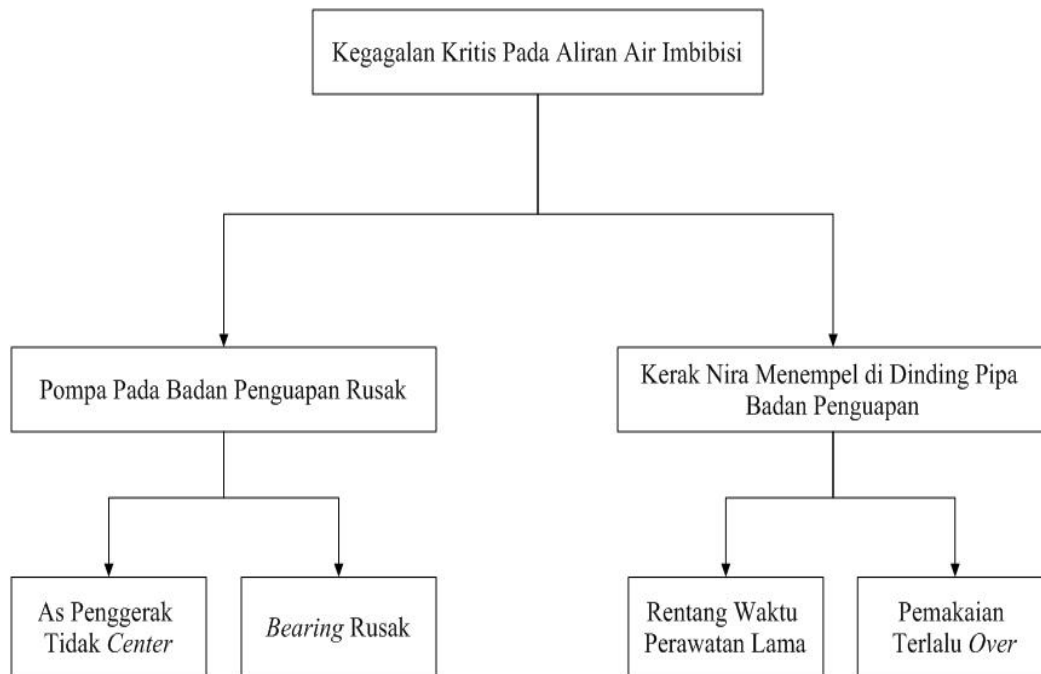 Kegagalan Kritis Pada Aliran Air Imbibisi
Pompa Pada Badan Penguapan Rusak
Kerak Nira Menempel di Dinding Pipa
Badan Penguapan
As Penggerak
Tidak Center
Bearing Rusak
Rentang Waktu
Perawatan Lama
Pemakaian
Terlalu Over